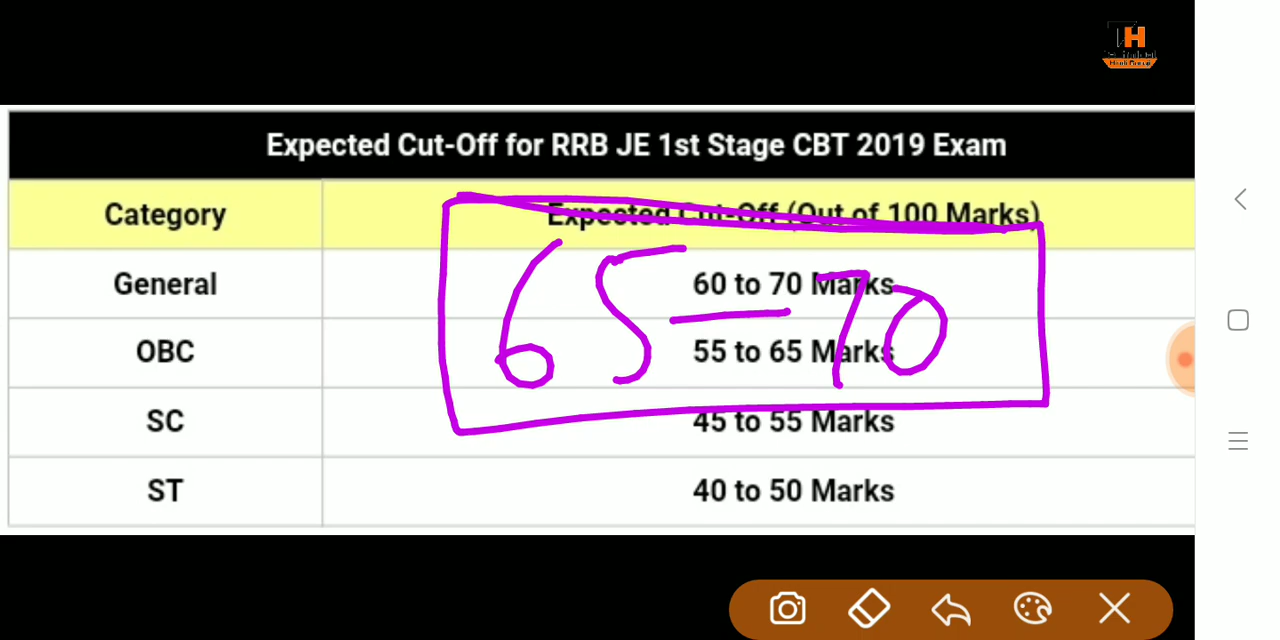 TH
Expected Cut-Off for RRB JE 1st Stage CBT 2019 Exam
Category Expected Cut-Off (Out of 100 Marks)
General 60 to 70 Marks
65 — 70
OBC 55 to 65 Marks
SC 45 to 55 Marks
ST 40 to 50 Marks